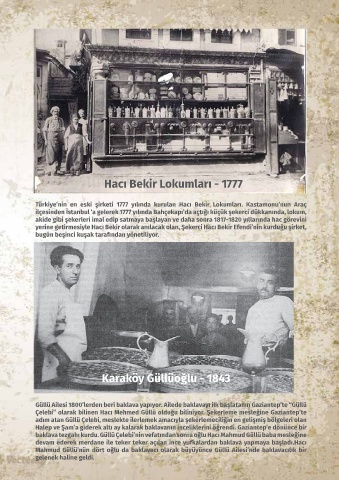 Hacı Bekir Lokumları - 1777
Türkiye'nin en eski şirketi 1777 yılında kurulan Hacı Bekir Lokumları. Kastamonu'nun Araç
ilçesinden İstanbul'a gelerek 1777 yılında Bahçekapı'da açtığı küçük şekerci dükkanında, lokum,
akide gibi şekerleri imal edip satmaya başlayan ve daha sonra 1817-1820 yıllarında hac görevini
yerine getirmesiyle Hacı Bekir olarak anılacak olan, Şekerci Hacı Bekir Efendi'nin kurduğu şirket,
bugün beşinci kuşak tarafından yönetiliyor.
Karaköy Güllüoğlu - 1843
Güllü Ailesi 1800'lerden beri baklava yapıyor. Ailede baklavayı ilk başlatanın Gaziantep'te "Güllü
Çelebi" olarak bilinen Hacı Mehmed Güllü olduğu biliniyor. Şekerleme mesleğine Gaziantep'te
adım atan Güllü Çelebi, meslekte ilerlemek amacıyla şekerlemeciliğin en gelişmiş bölgeleri olan
Halep ve Şam'a giderek altı ay kalarak baklavanın inceliklerini öğrendi. Gaziantep'e dönünce bir
baklava tezgahı kurdu. Güllü Çelebi'nin vefatından sonra oğlu Hacı Mahmud Güllü baba mesleğine
devam ederek merdane ile teker teker açılan ince yufkalardan baklava yapmaya başladı.Hacı
Mahmud Güllü'nün dört oğlu da baklavacı olarak büyüyünce Güllü Ailesi'nde baklavacılık bir
gelenek haline geldi.